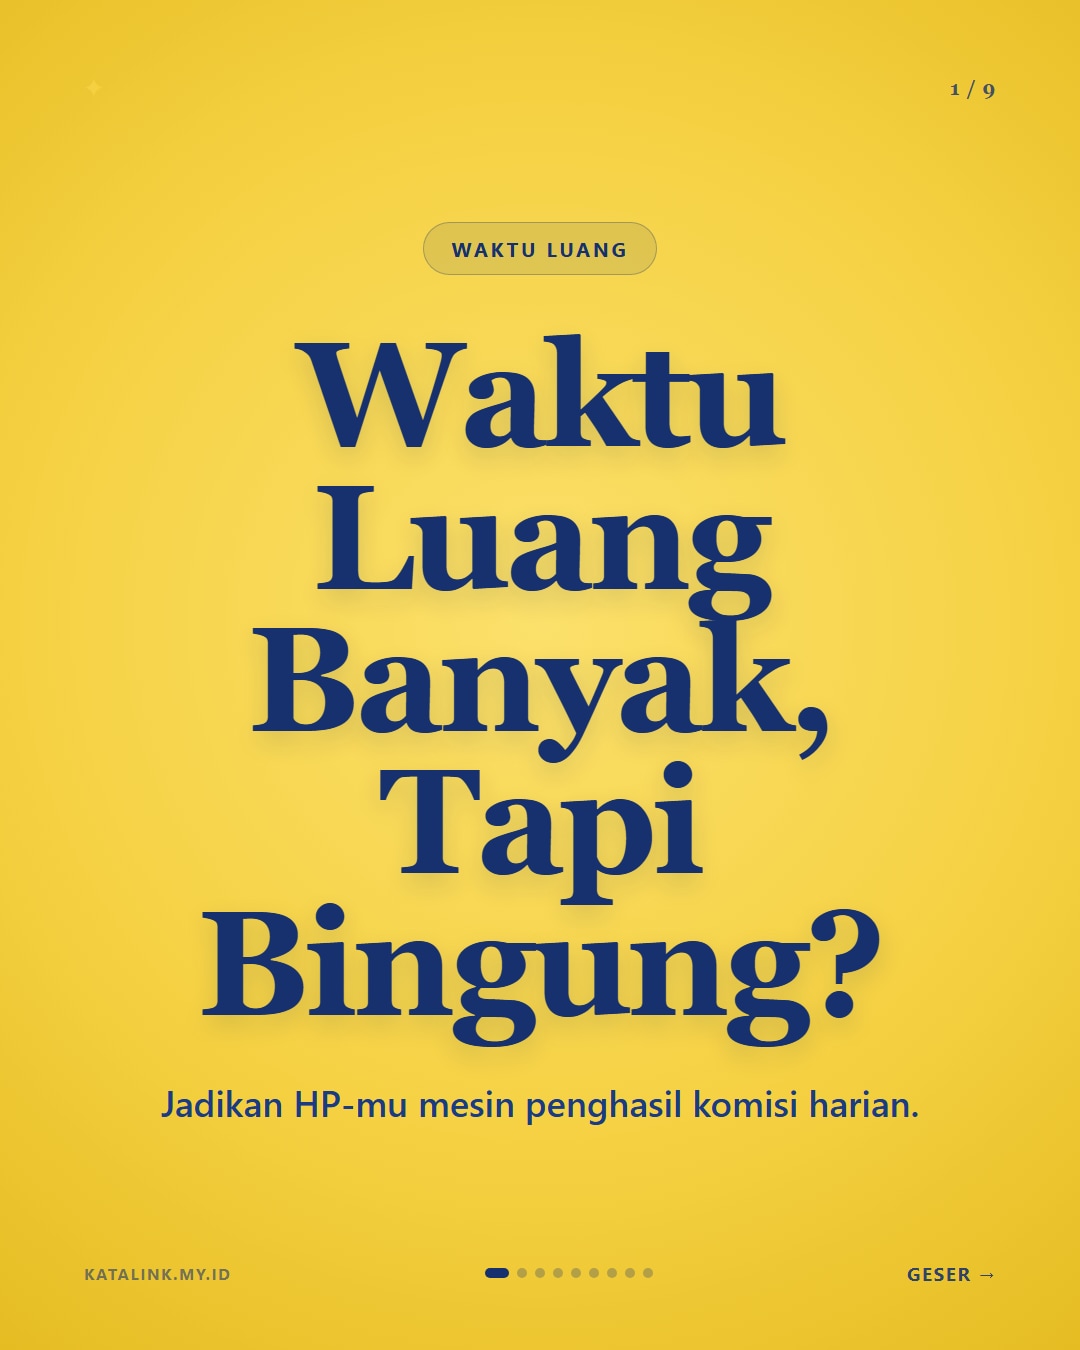 1 / 9
WAKTU LUANG
Waktu
Luang
Banyak,
Tapi
Bingung?
Jadikan HP-mu mesin penghasil komisi harian.
KATALINK.MY.ID
GESER →